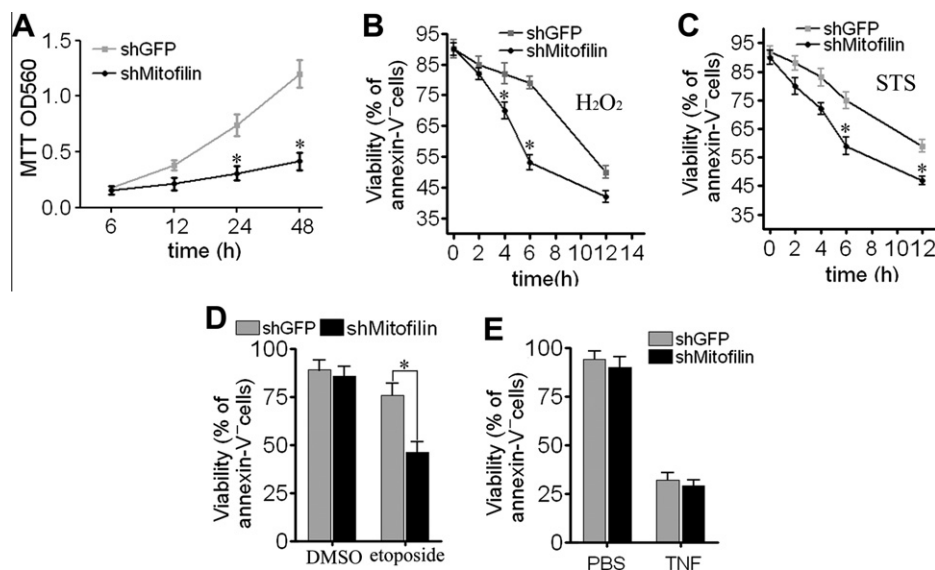 A
shGFP
shMitofilin
MTT OD560
1.5
1.0
0.5
0.0
*
*
6
12
24
48
time (h)
B
shGFP
shMitofilin
Viability (% of
annexin-V⁻cells)
95
85
75
65
55
45
35
H₂O₂
*
*
0 2 4 6 8 10 12 14
time(h)
C
shGFP
shMitofilin
Viability (% of
annexin-V⁻cells)
95
85
75
65
55
45
35
STS
*
*
0 2 4 6 8 10 12
time (h)
D
shGFP
shMitofilin
Viability (% of
annexin-V⁻cells)
100
75
50
25
0
*
DMSO
etoposide
E
shGFP
shMitofilin
Viability (% of
annexin-V⁻cells)
100
75
50
25
0
PBS
TNF